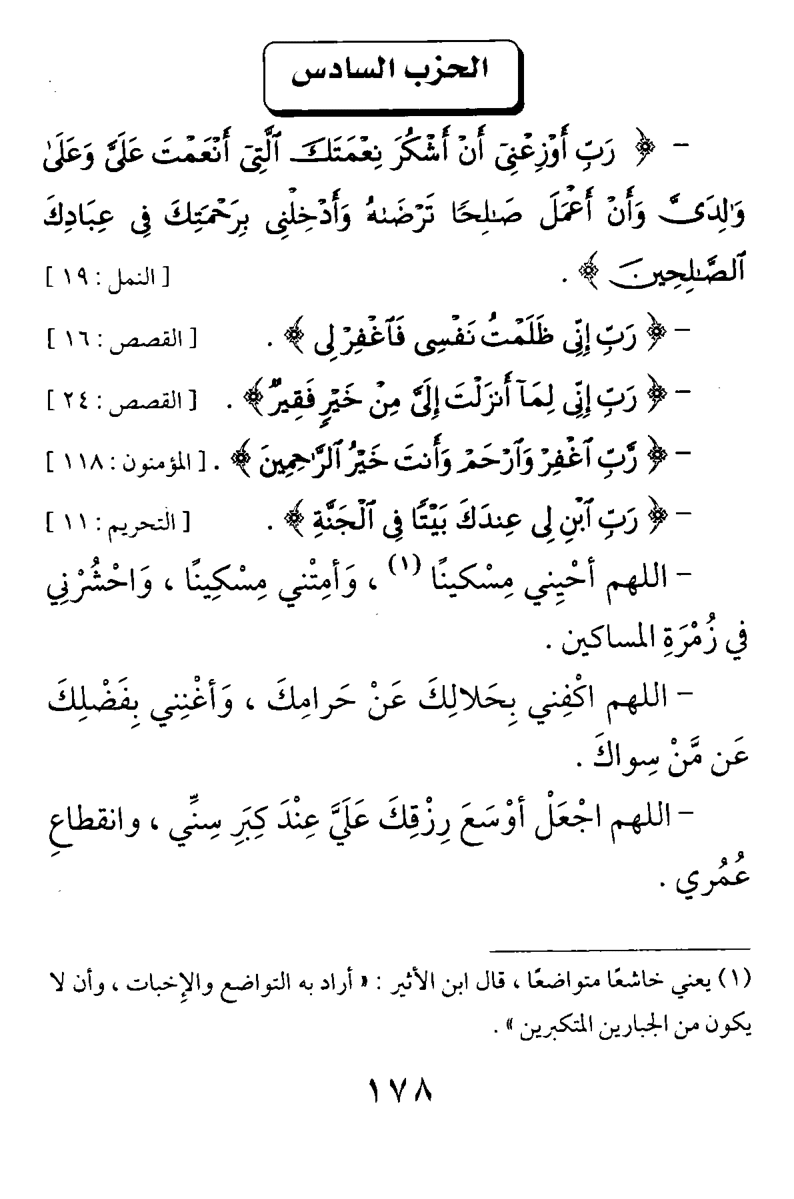 الحزب السادس
- ﴿ رَبِّ أَوْزِعْنِىٓ أَنْ أَشْكُرَ نِعْمَتَكَ ٱلَّتِىٓ أَنْعَمْتَ عَلَىَّ وَعَلَىٰ
وَٰلِدَىَّ وَأَنْ أَعْمَلَ صَٰلِحًا تَرْضَىٰهُ وَأَدْخِلْنِى بِرَحْمَتِكَ فِى عِبَادِكَ
ٱلصَّٰلِحِينَ ﴾ . [ النمل : ١٩ ]
- ﴿ رَبِّ إِنِّى ظَلَمْتُ نَفْسِى فَٱغْفِرْ لِى ﴾ . [ القصص : ١٦ ]
- ﴿ رَبِّ إِنِّى لِمَآ أَنزَلْتَ إِلَىَّ مِنْ خَيْرٍ فَقِيرٌ ﴾ . [ القصص : ٢٤ ]
- ﴿ رَّبِّ ٱغْفِرْ وَٱرْحَمْ وَأَنتَ خَيْرُ ٱلرَّٰحِمِينَ ﴾ . [ المؤمنون : ١١٨ ]
- ﴿ رَبِّ ٱبْنِ لِى عِندَكَ بَيْتًا فِى ٱلْجَنَّةِ ﴾ . [ التحريم : ١١ ]
- اللهم أحْيِني مِسْكينًا (١) ، وَأمِتْني مِسْكِينًا ، وَاحْشُرْنِي
في زُمْرَةِ المساكين .
- اللهم اكْفِني بِحَلالِكَ عَنْ حَرامِكَ ، وَأغْنِني بِفَضْلِكَ
عَن مَّنْ سِواكَ .
- اللهم اجْعَلْ أوْسَعَ رِزْقِكَ عَلَيَّ عِنْدَ كِبَرِ سِنِّي ، وانقطاعِ
عُمُري .
(١) يعني خاشعًا متواضعًا ، قال ابن الأثير : « أراد به التواضع والإخبات ، وأن لا
يكون من الجبارين المتكبرين » .
١٧٨